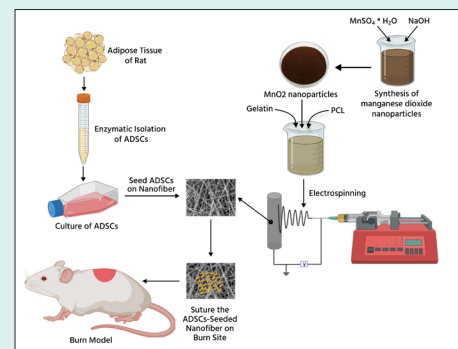 Adipose Tissue
of Rat
Enzymatic Isolation
of ADSCs
Culture of ADSCs
Seed ADSCs
on Nanofiber
Burn Model
Suture the
ADSCs-Seeded
Nanofiber on
Burn Site
MnSO₄ * H₂O
NaOH
Synthesis of
manganese dioxide
nanoparticles
MnO2 nanoparticles
Gelatin
PCL
Electrospinning
V